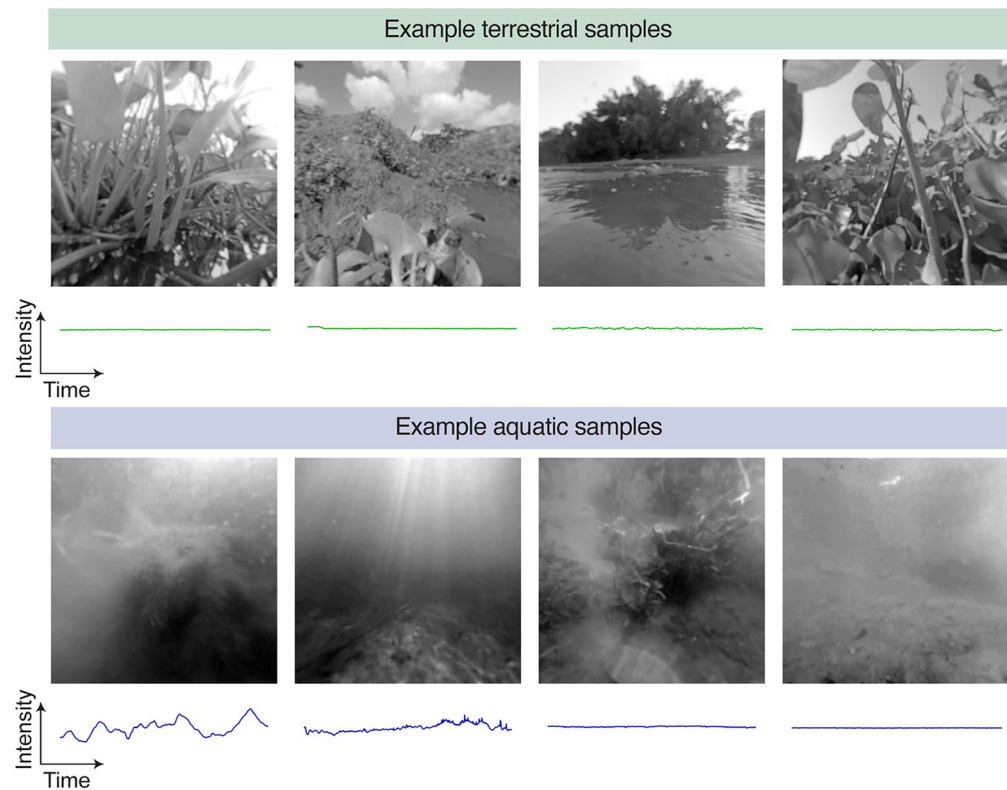 Example terrestrial samples
Intensity
Time
Example aquatic samples
Intensity
Time